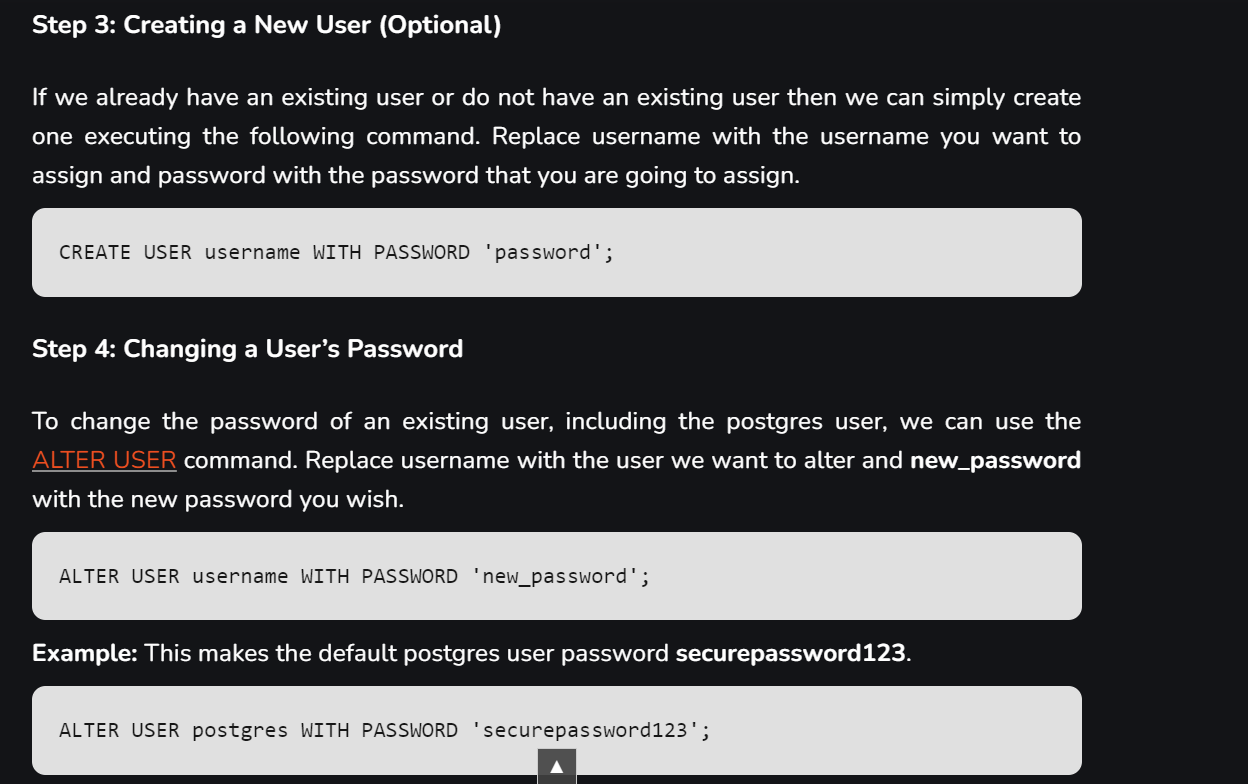 Step 3: Creating a New User (Optional)
If we already have an existing user or do not have an existing user then we can simply create
one executing the following command. Replace username with the username you want to
assign and password with the password that you are going to assign.
CREATE USER username WITH PASSWORD 'password';
Step 4: Changing a User’s Password
To change the password of an existing user, including the postgres user, we can use the
ALTER USER command. Replace username with the user we want to alter and new_password
with the new password you wish.
ALTER USER username WITH PASSWORD 'new_password';
Example: This makes the default postgres user password securepassword123.
ALTER USER postgres WITH PASSWORD 'securepassword123';